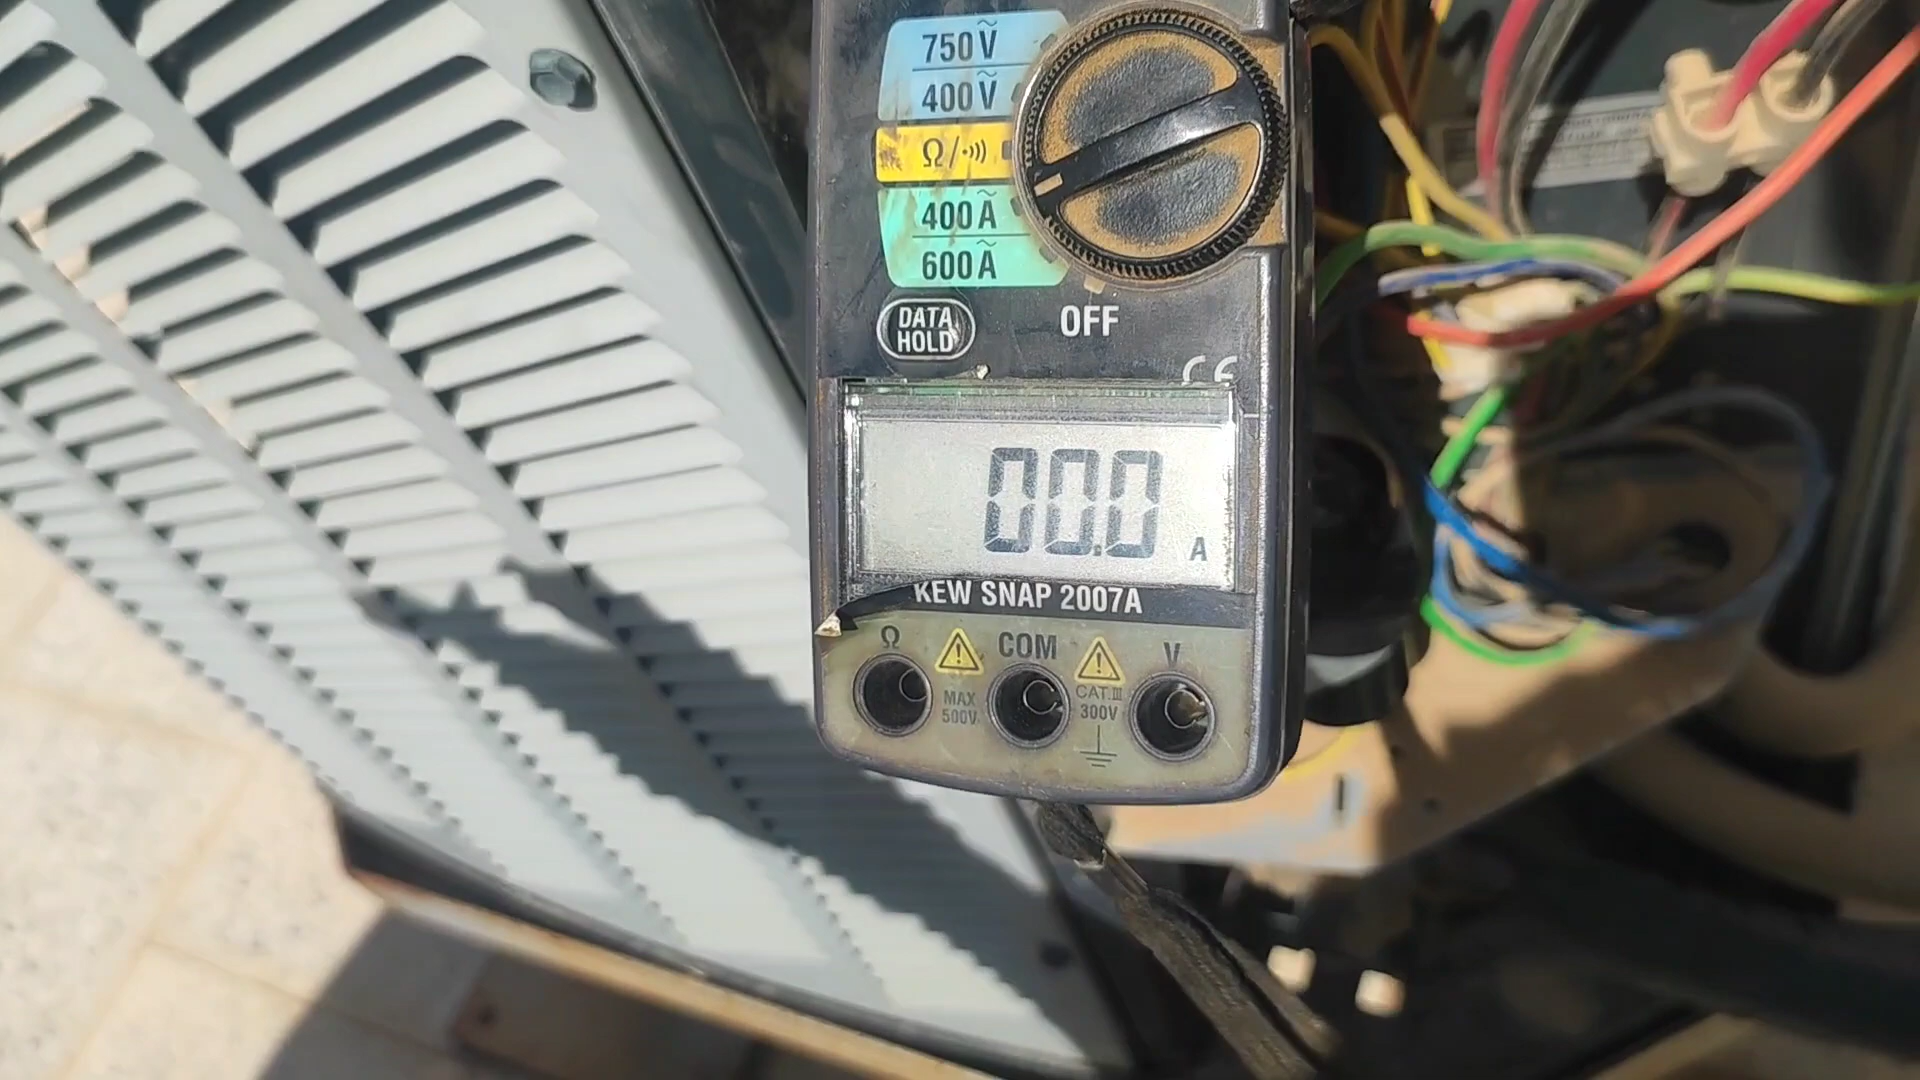 750V
400V
Ω/·)))
400A
600A
DATA
HOLD
OFF
CE
00.0 A
KEW SNAP 2007A
Ω COM V
MAX
500V
CAT.III
300V